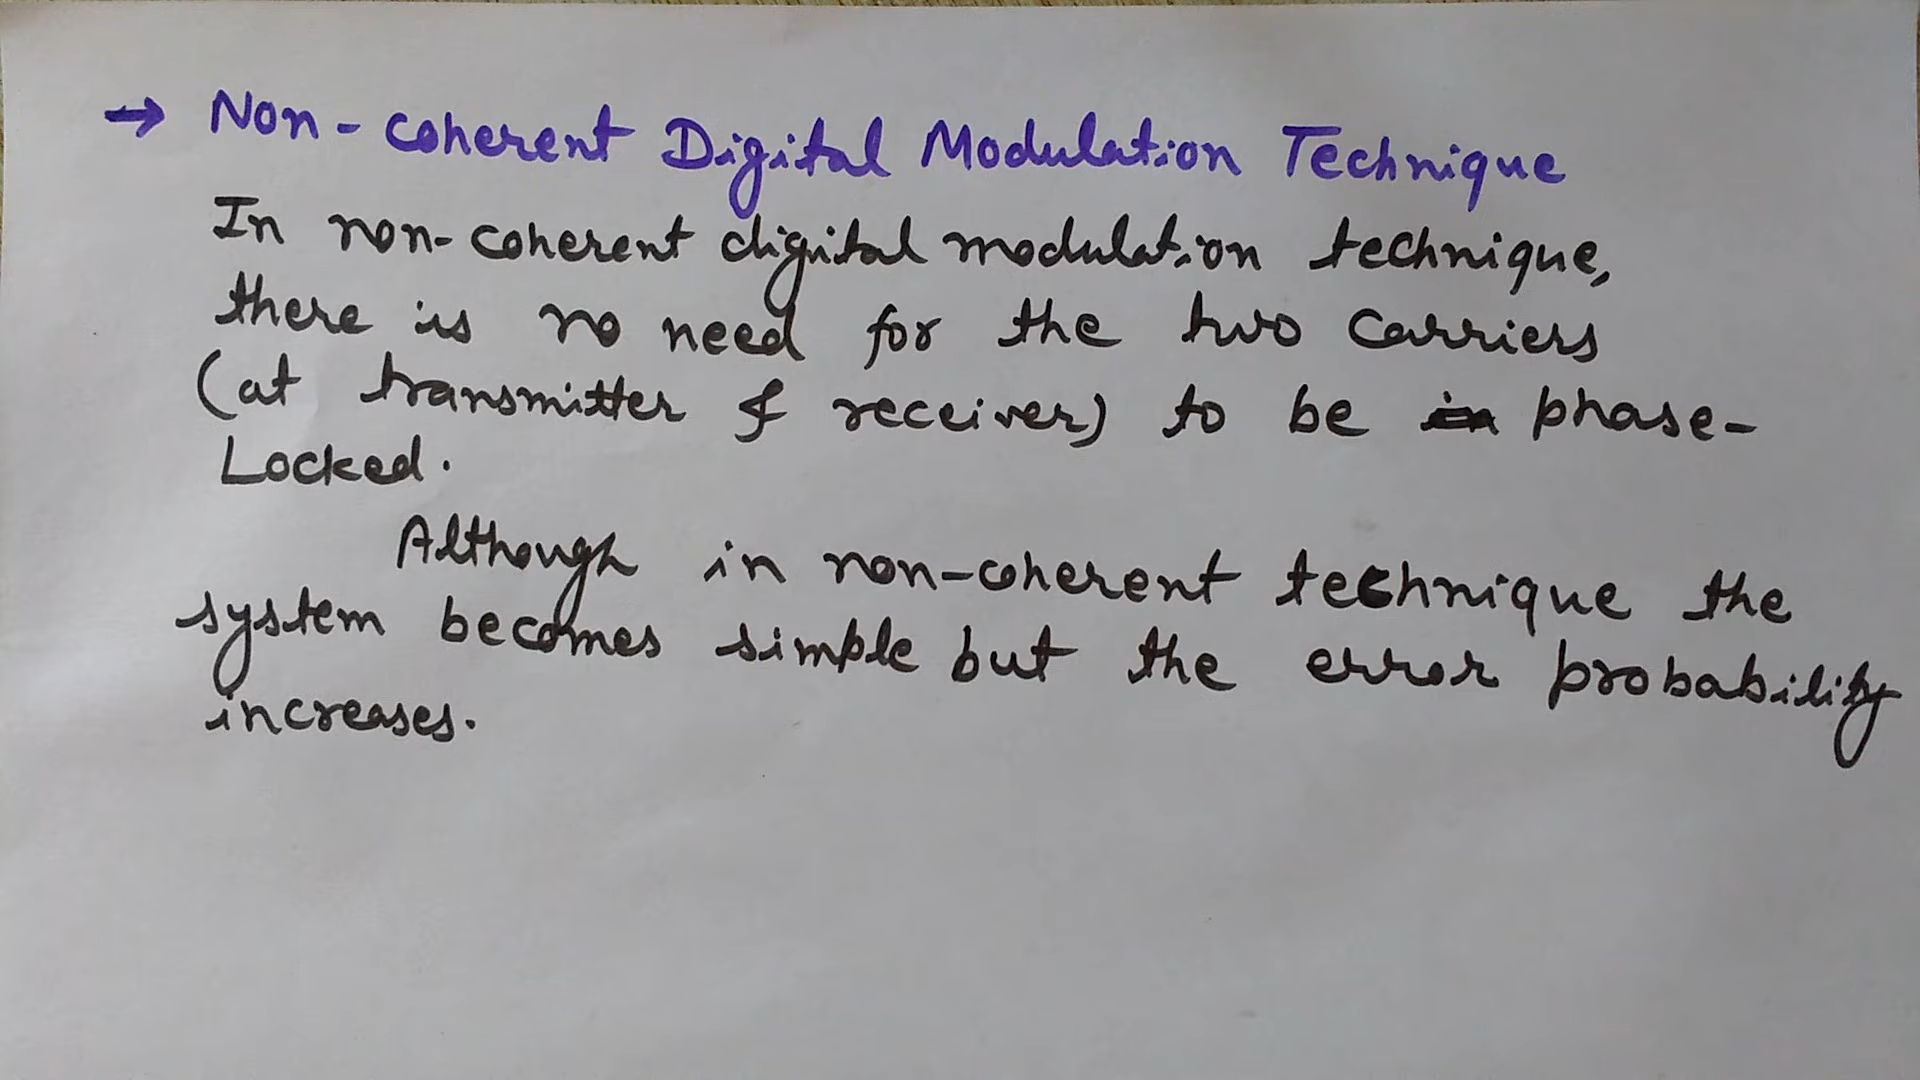 → Non-coherent Digital Modulation Technique
In non-coherent digital modulation technique,
there is no need for the two carriers
(at transmitter & receiver) to be in phase-
Locked.
Although in non-coherent technique the
system becomes simple but the error probability
increases.